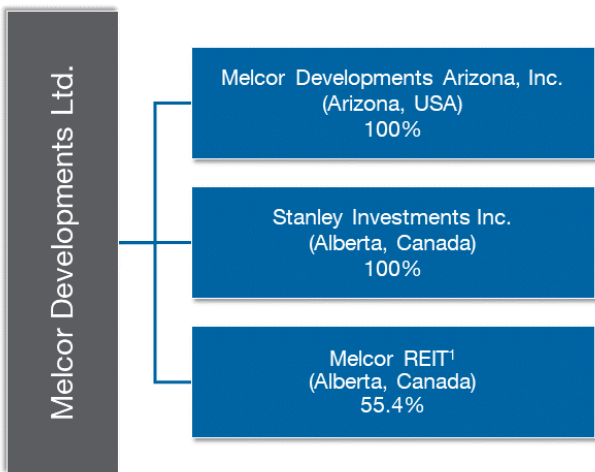 Melcor Developments Ltd.
Melcor Developments Arizona, Inc.
(Arizona, USA)
100%
Stanley Investments Inc.
(Alberta, Canada)
100%
Melcor REIT¹
(Alberta, Canada)
55.4%